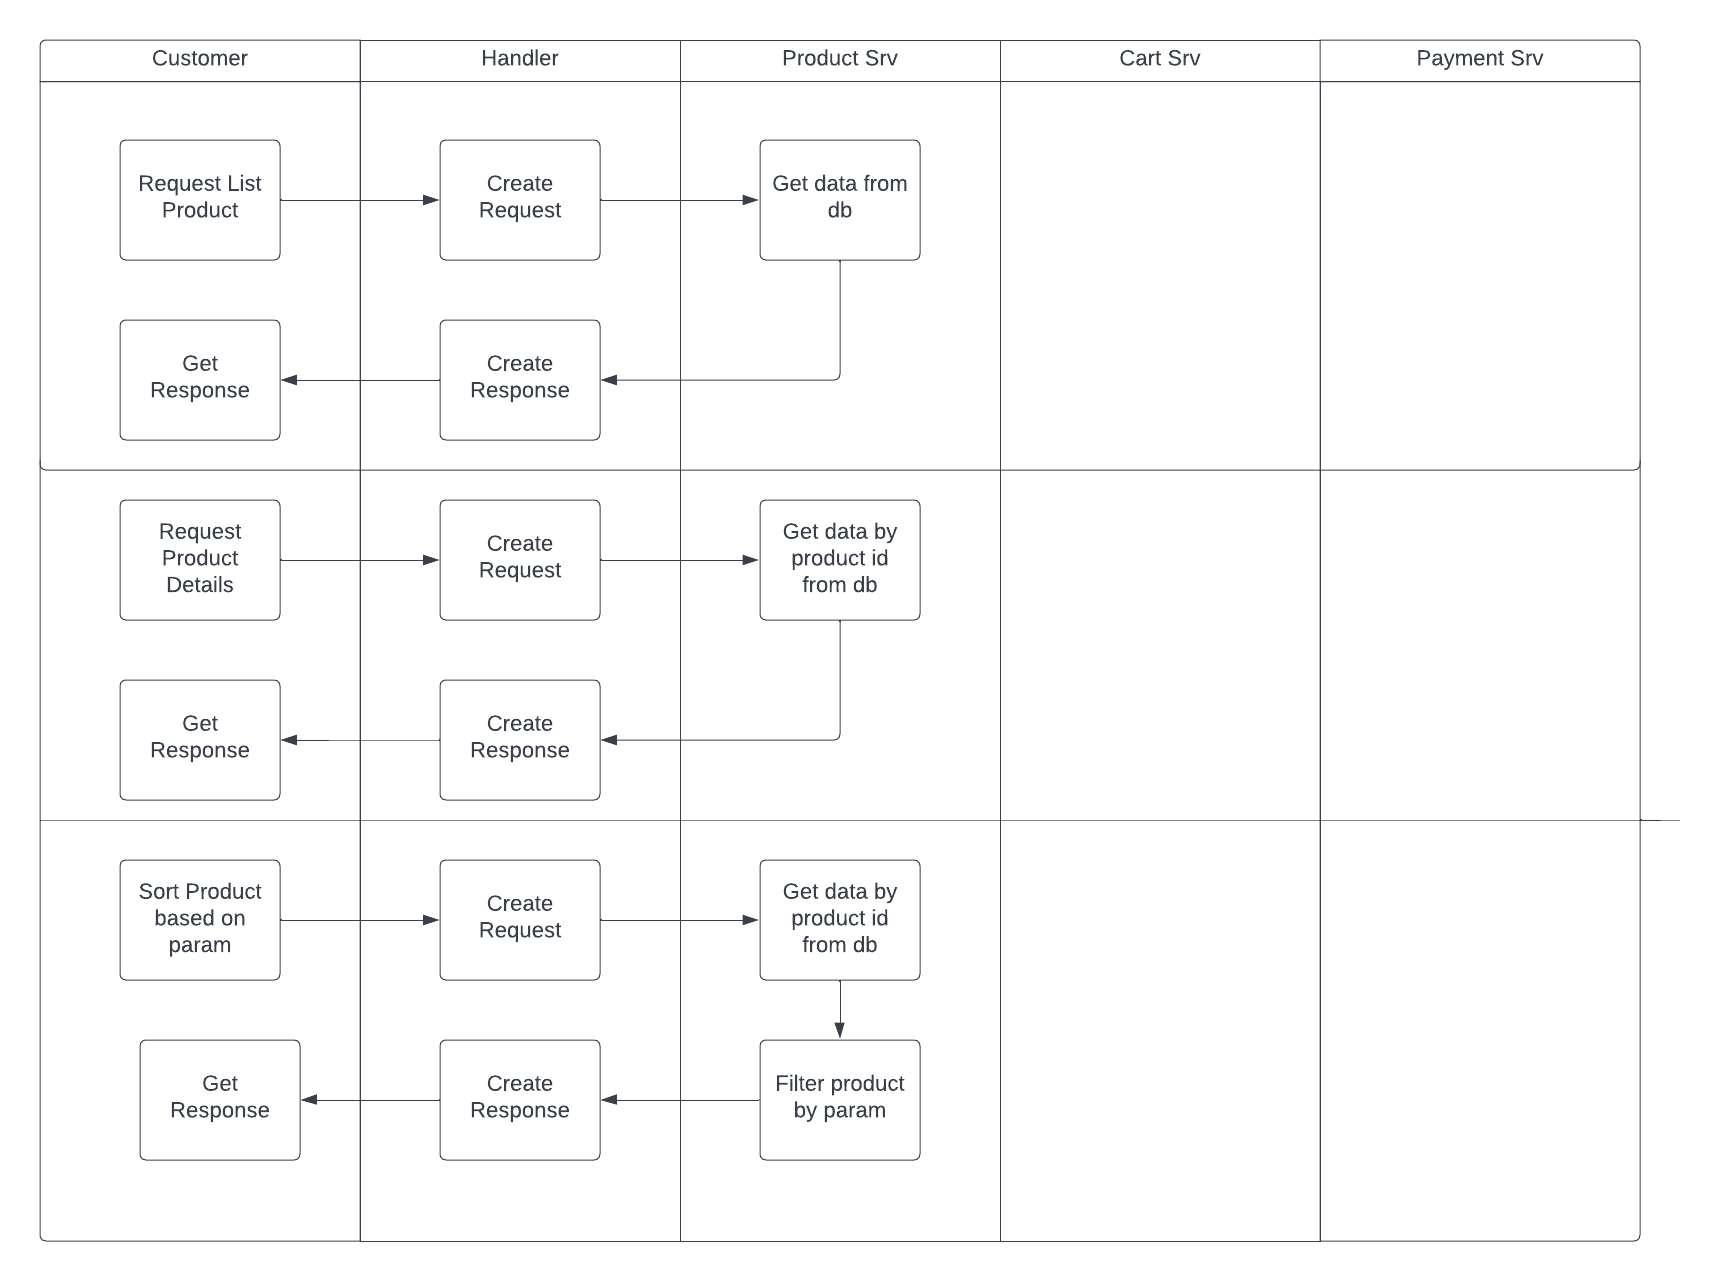 Customer
Handler
Product Srv
Cart Srv
Payment Srv
Request List
Product
Create
Request
Get data from
db
Get
Response
Create
Response
Request
Product
Details
Create
Request
Get data by
product id
from db
Get
Response
Create
Response
Sort Product
based on
param
Create
Request
Get data by
product id
from db
Get
Response
Create
Response
Filter product
by param